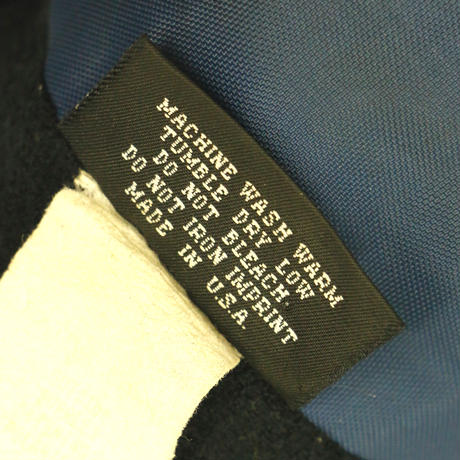 MACHINE WASH WARM
TUMBLE DRY LOW
DO NOT BLEACH.
DO NOT IRON IMPRINT
MADE IN U.S.A.